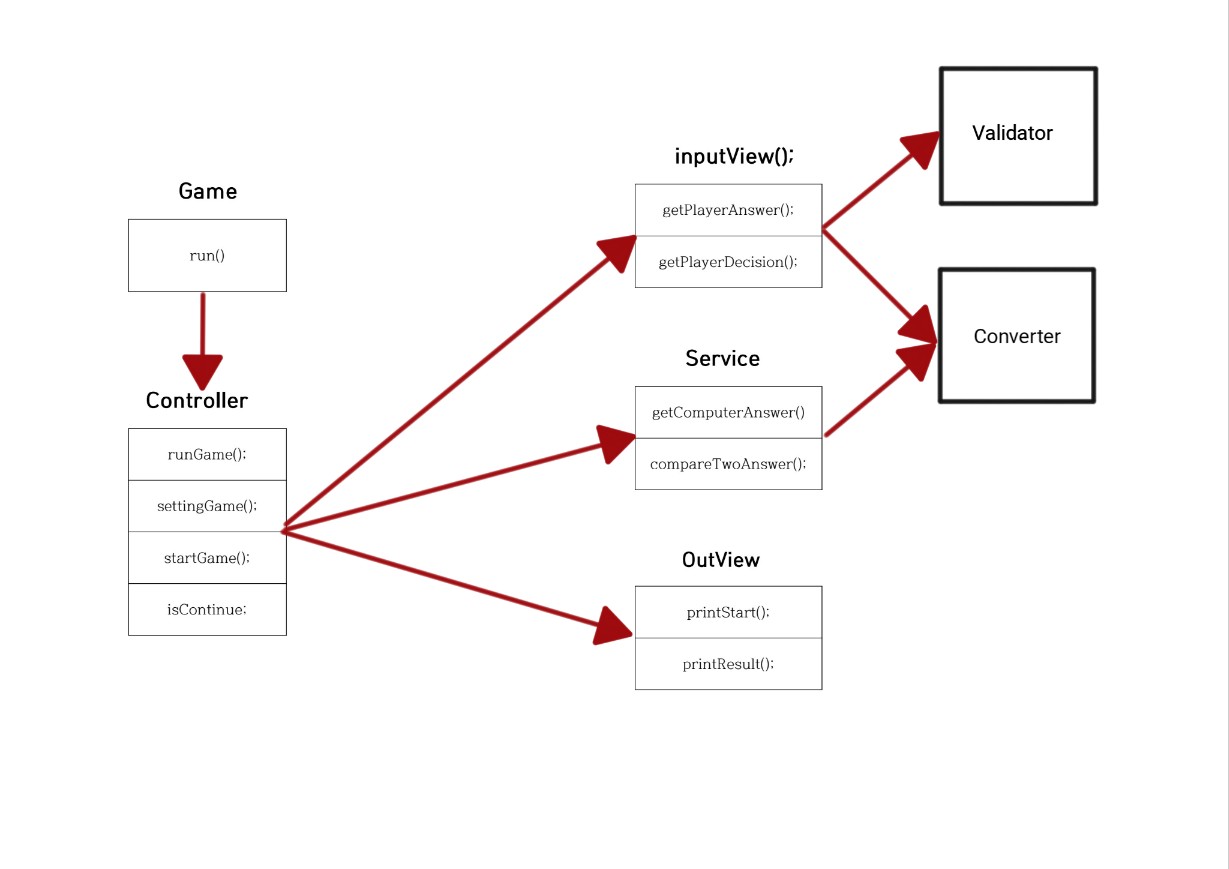 Game
run()
Controller
runGame();
settingGame();
startGame();
isContinue;
inputView();
getPlayerAnswer();
getPlayerDecision();
Service
getComputerAnswer()
compareTwoAnswer();
OutView
printStart();
printResult();
Validator
Converter